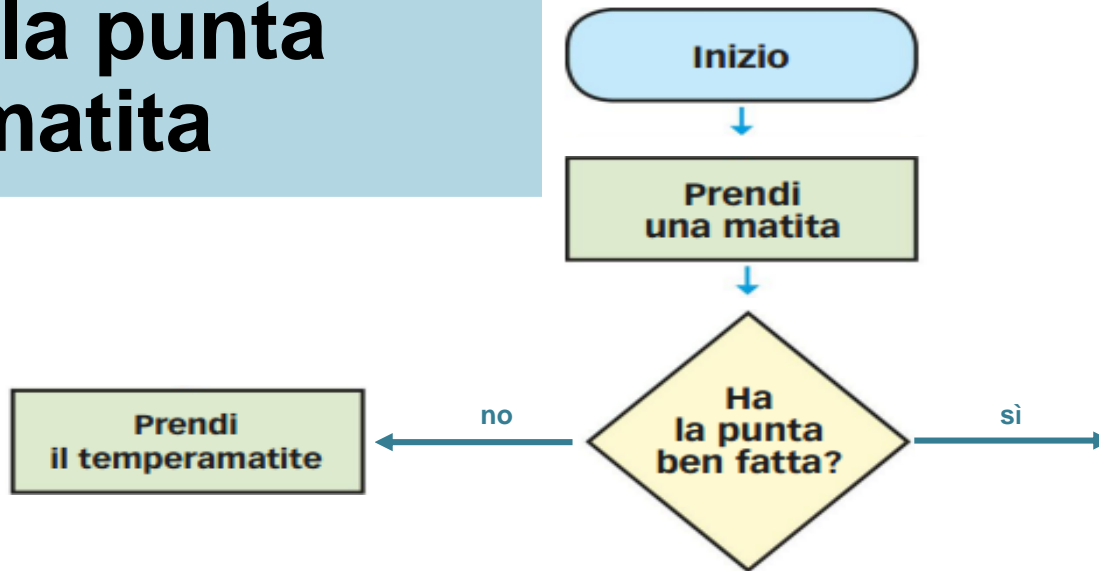 la punta
matita
Inizio
Prendi
una matita
Ha
la punta
ben fatta?
no
sì
Prendi
il temperamatite